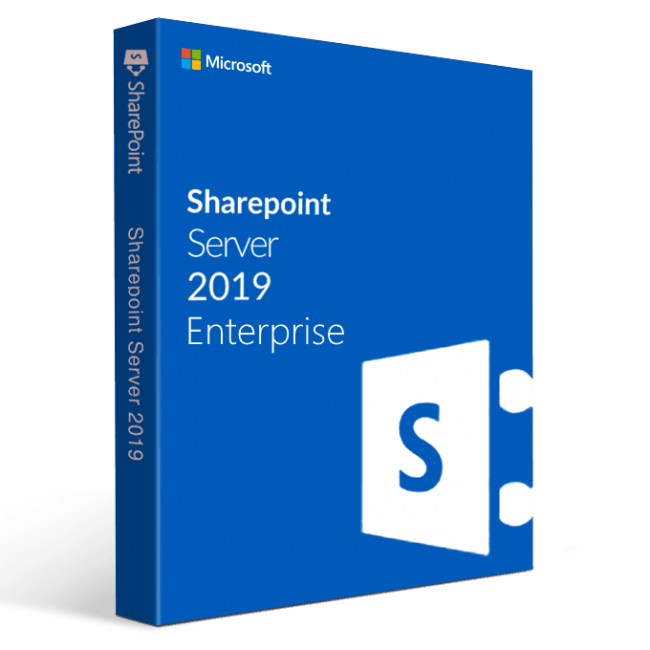 Microsoft
Sharepoint
Server
2019
Enterprise
S
SharePoint
Sharepoint Server 2019
S